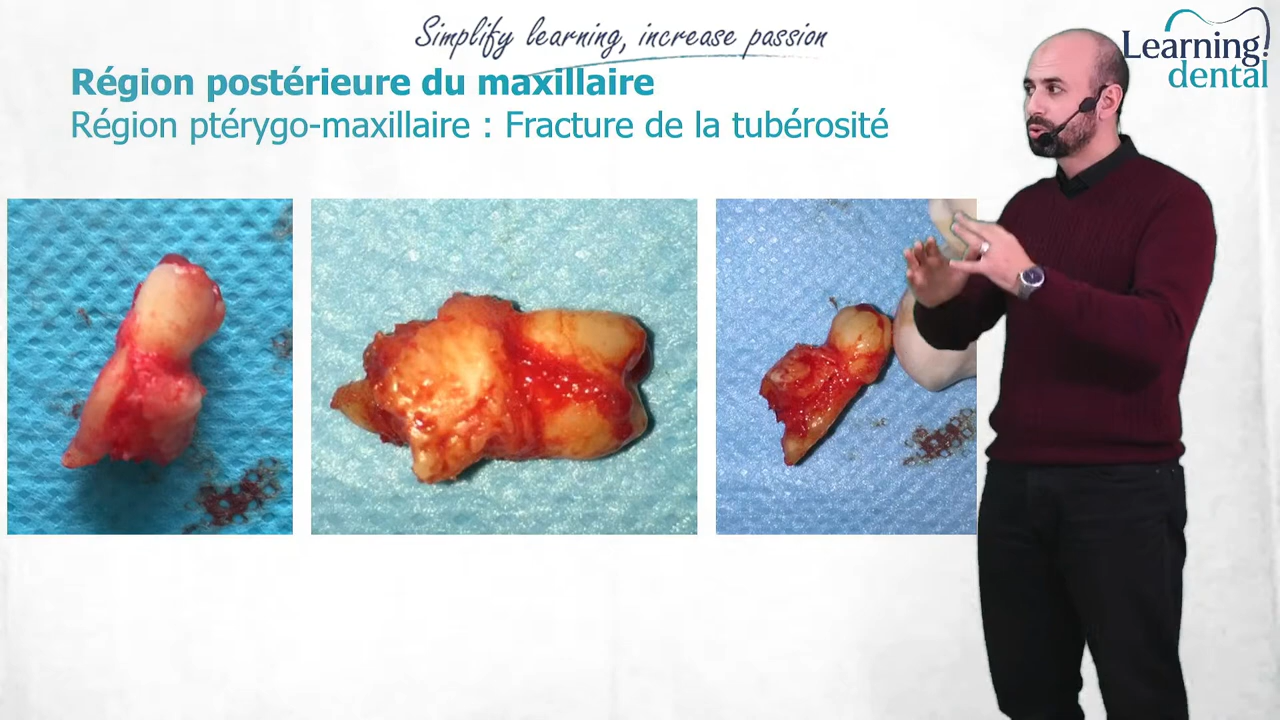 Simplify learning, increase passion
Learning!
dental
Région postérieure du maxillaire
Région ptérygo-maxillaire : Fracture de la tubérosité